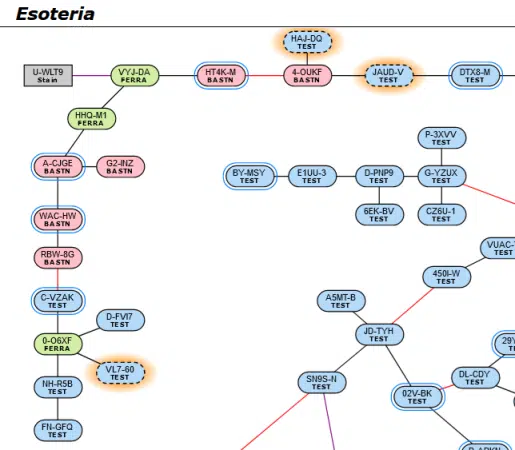 Esoteria
HAJ-DQ
TEST
U-WLT9
Stain
VYJ-DA
FERRA
HT4K-M
BASTN
4-OUKF
BASTN
JAUD-V
TEST
DTX8-M
TEST
HHQ-M1
FERRA
P-3XVV
TEST
A-CJGE
BASTN
G2-INZ
BASTN
BY-MSY
TEST
E1UU-3
TEST
D-PNP9
TEST
G-YZUX
TEST
WAC-HW
BASTN
6EK-BV
TEST
CZ6U-1
TEST
RBW-8G
BASTN
VUAC-
TEST
450I-W
TEST
C-VZAK
TEST
A5MT-B
TEST
D-FVI7
TEST
JD-TYH
TEST
0-O6XF
FERRA
29Y
VL7-60
TEST
DL-CDY
TEST
NH-R5B
TEST
SN9S-N
TEST
02V-BK
TEST
FN-GFQ
TEST